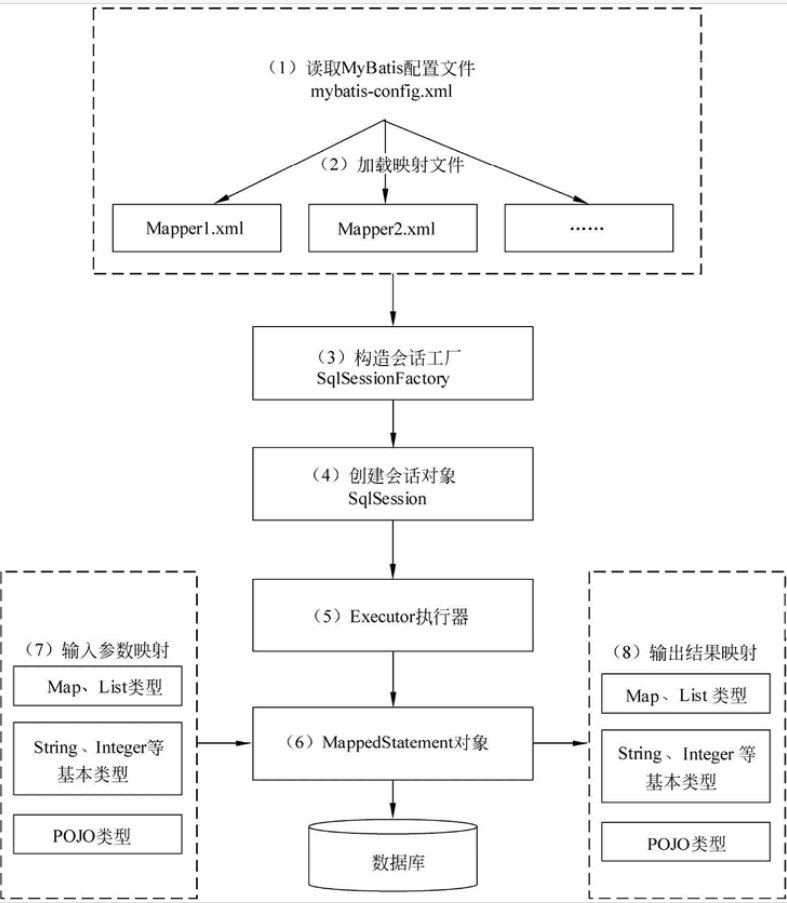 （1）读取MyBatis配置文件
mybatis-config.xml
（2）加载映射文件
Mapper1.xml
Mapper2.xml
……
（3）构造会话工厂
SqlSessionFactory
（4）创建会话对象
SqlSession
（5）Executor执行器
（7）输入参数映射
Map、List类型
String、Integer等
基本类型
POJO类型
（6）MappedStatement对象
（8）输出结果映射
Map、List 类型
String、Integer 等
基本类型
POJO类型
数据库